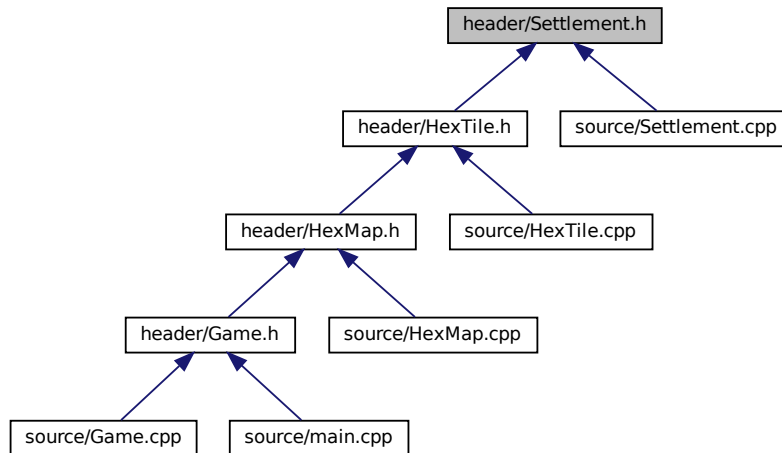 header/Settlement.h
header/HexTile.h
source/Settlement.cpp
header/HexMap.h
source/HexTile.cpp
header/Game.h
source/HexMap.cpp
source/Game.cpp
source/main.cpp